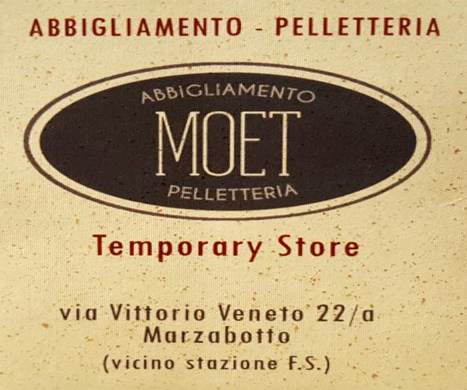 ABBIGLIAMENTO - PELLETTERIA
ABBIGLIAMENTO
MOET
PELLETTERIA
Temporary Store
via Vittorio Veneto 22/a
Marzabotto
(vicino stazione F.S.)